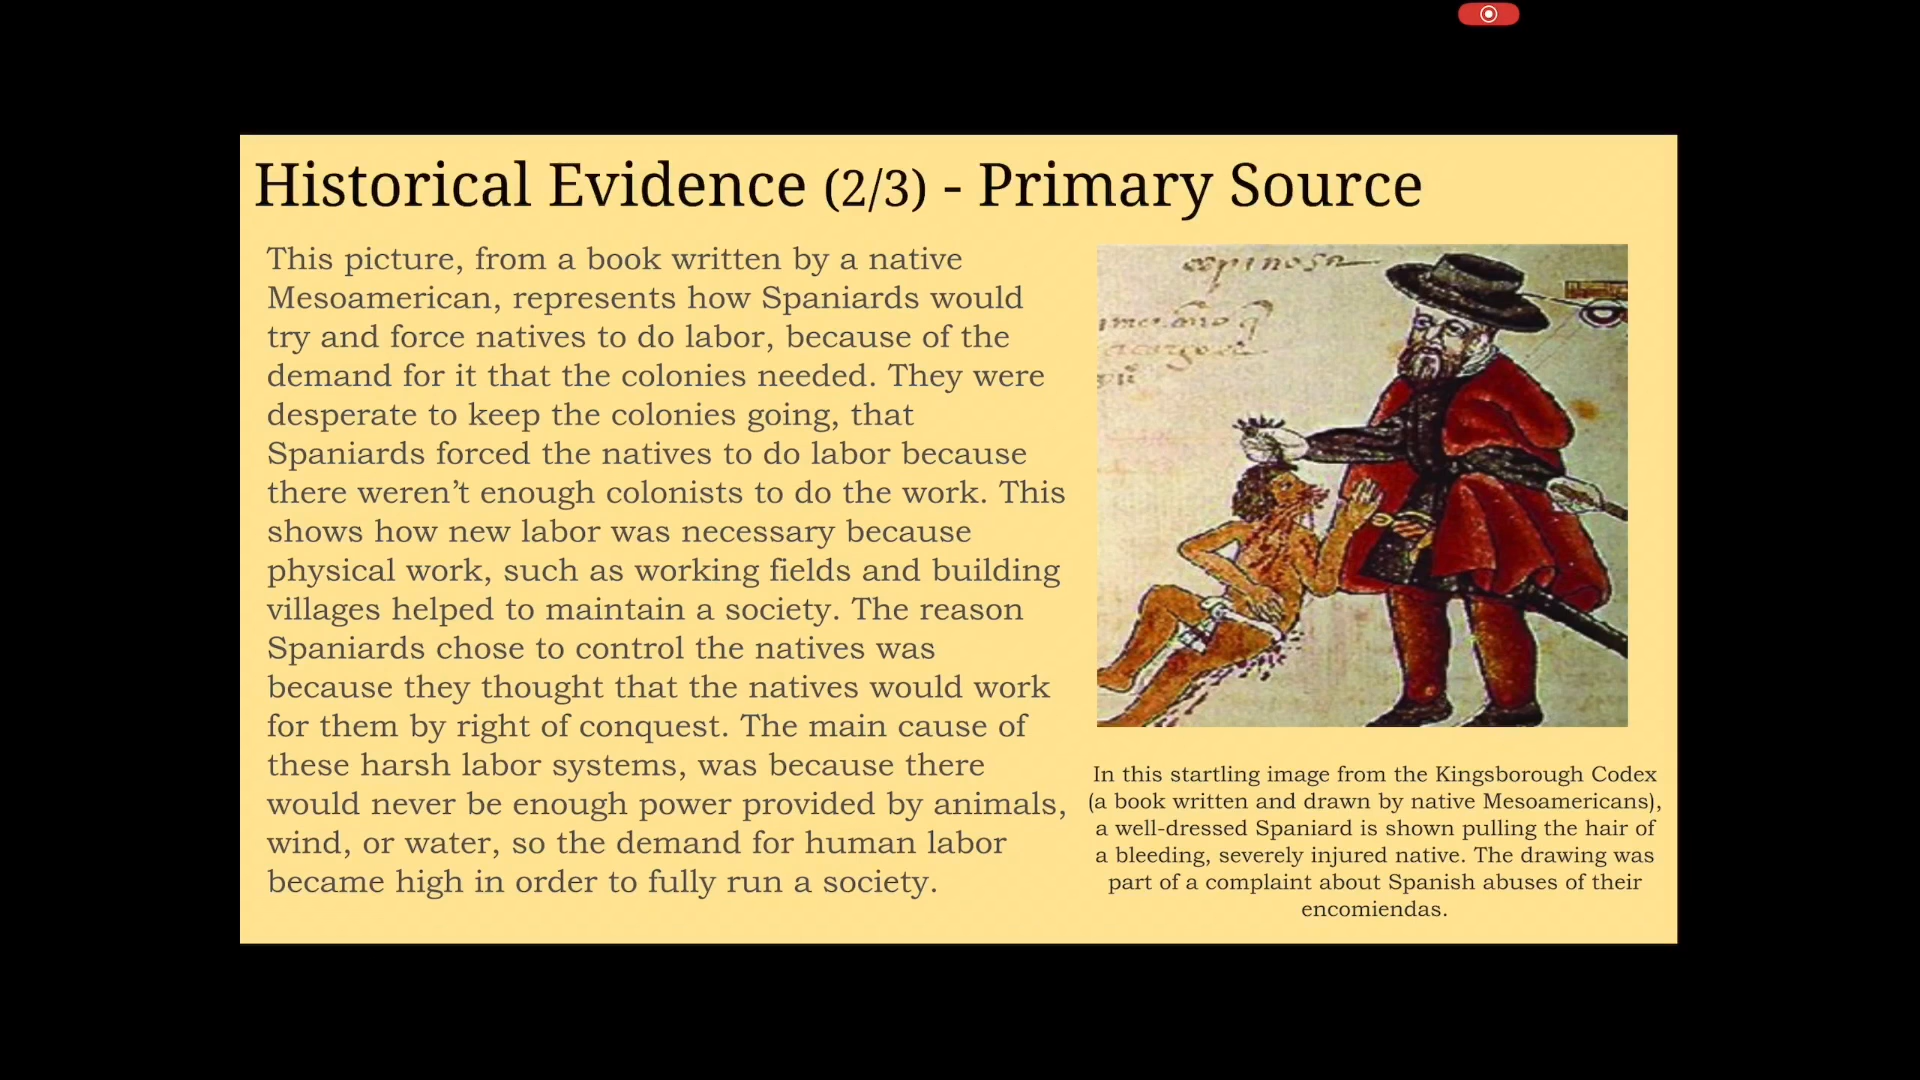 Historical Evidence (2/3) - Primary Source
This picture, from a book written by a native
Mesoamerican, represents how Spaniards would
try and force natives to do labor, because of the
demand for it that the colonies needed. They were
desperate to keep the colonies going, that
Spaniards forced the natives to do labor because
there weren’t enough colonists to do the work. This
shows how new labor was necessary because
physical work, such as working fields and building
villages helped to maintain a society. The reason
Spaniards chose to control the natives was
because they thought that the natives would work
for them by right of conquest. The main cause of
these harsh labor systems, was because there
would never be enough power provided by animals,
wind, or water, so the demand for human labor
became high in order to fully run a society.
espinosa
In this startling image from the Kingsborough Codex
(a book written and drawn by native Mesoamericans),
a well-dressed Spaniard is shown pulling the hair of
a bleeding, severely injured native. The drawing was
part of a complaint about Spanish abuses of their
encomiendas.